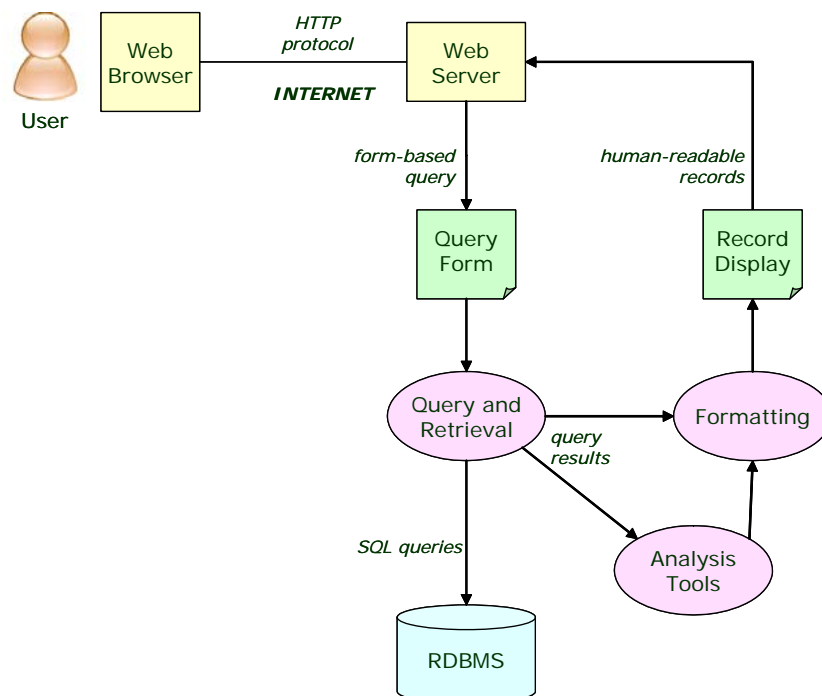 HTTP
protocol
Web
Browser
Web
Server
INTERNET
User
form-based
query
human-readable
records
Query
Form
Record
Display
Query and
Retrieval
Formatting
query
results
SQL queries
Analysis
Tools
RDBMS